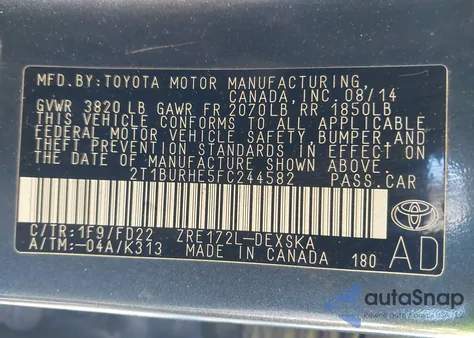 MFD. BY: TOYOTA MOTOR MANUFACTURING,
CANADA, INC. 08/14
GVWR 3820 LB GAWR FR 2070LB, RR 1850LB
THIS VEHICLE CONFORMS TO ALL APPLICABLE
FEDERAL MOTOR VEHICLE SAFETY, BUMPER, AND
THEFT PREVENTION STANDARDS IN EFFECT ON
THE DATE OF MANUFACTURE SHOWN ABOVE.
2T1BURHE5FC244582 PASS. CAR
C/TR: 1F9/FD22 ZRE172L-DEXSKA
A/TM: -04A/K313 MADE IN CANADA 180
AD
autoSnap